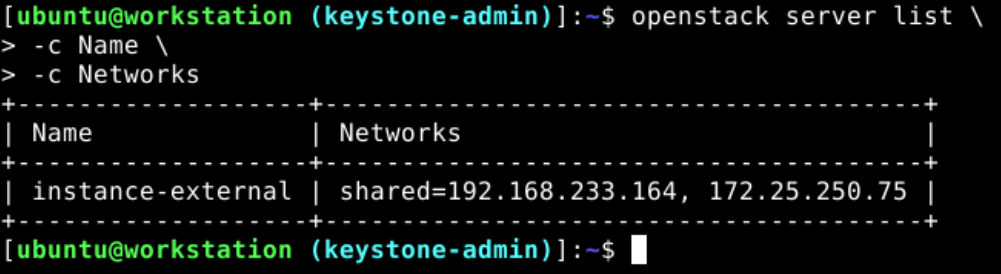 [ubuntu@workstation (keystone-admin)]:~$ openstack server list \
> -c Name \
> -c Networks
+-------------------+----------------------------------------+
| Name              | Networks                               |
+-------------------+----------------------------------------+
| instance-external | shared=192.168.233.164, 172.25.250.75 |
+-------------------+----------------------------------------+
[ubuntu@workstation (keystone-admin)]:~$